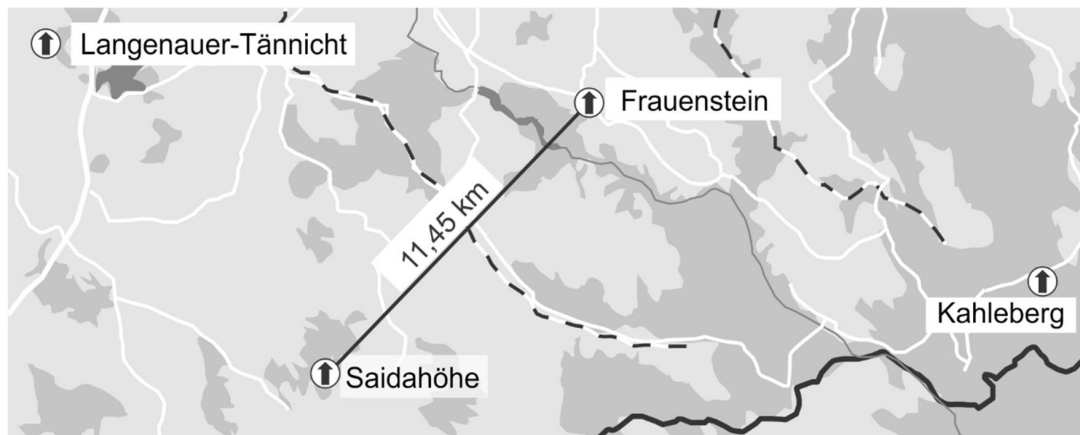 Langenauer-Tännicht
Frauenstein
11,45 km
Kahleberg
Saidahöhe